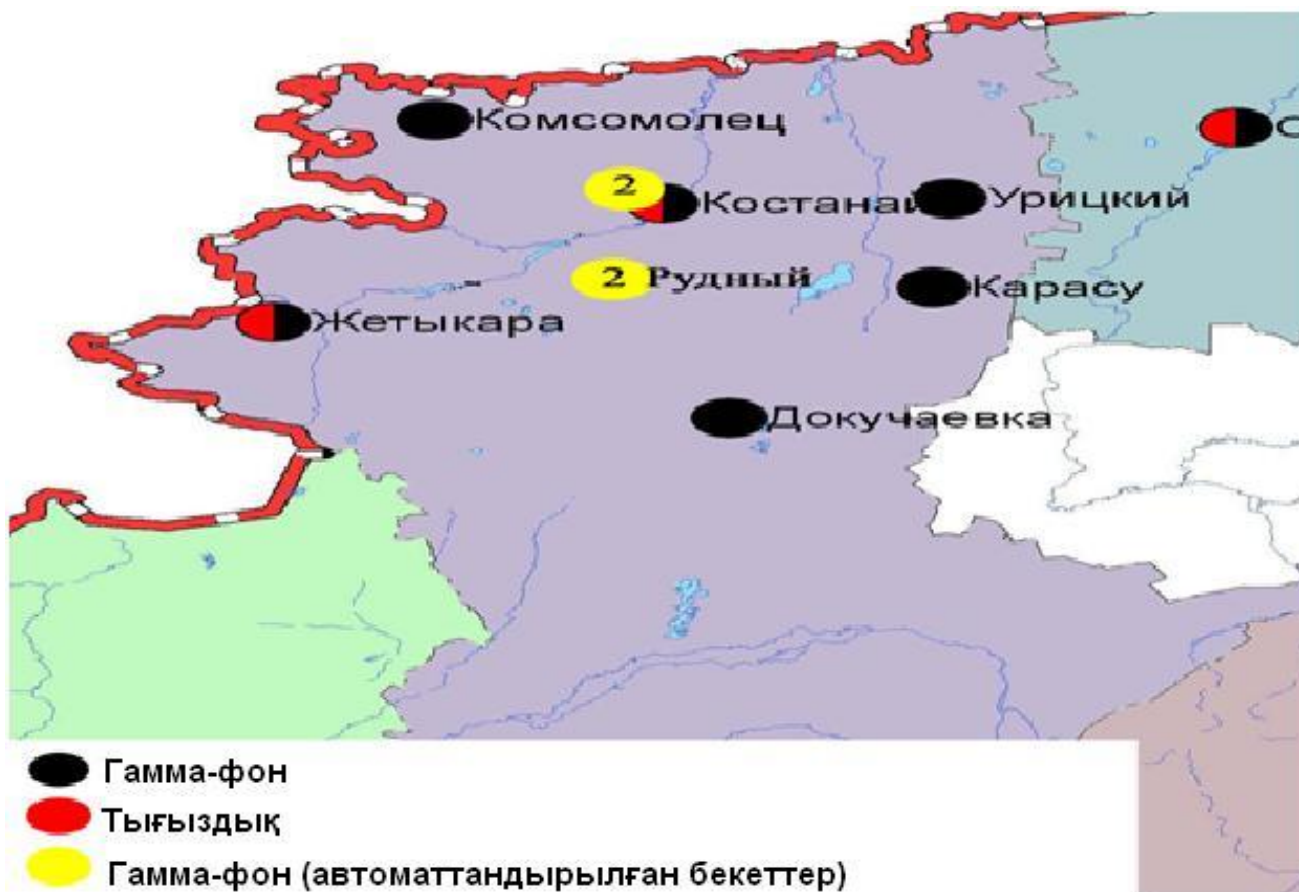 Комсомолец
2
Костанай
Урицкий
2 Рудный
Карасу
Жетыкара
Докучаевка
Гамма-фон
Тығыздық
Гамма-фон (автоматтандырылған бекеттер)